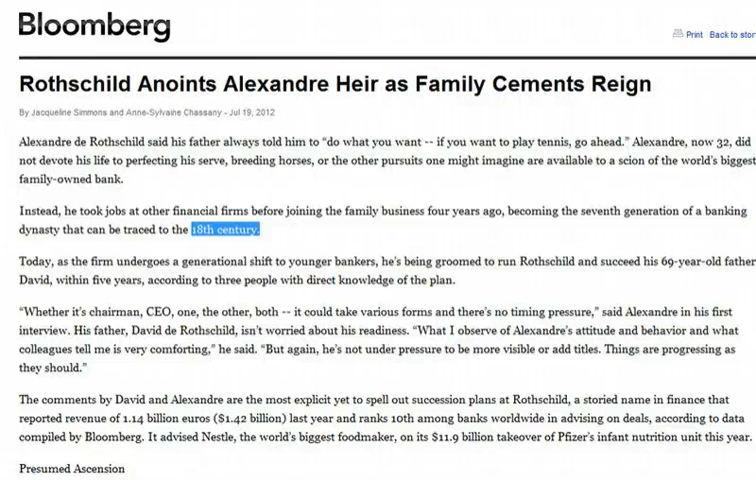 Bloomberg
Print Back to stor
Rothschild Anoints Alexandre Heir as Family Cements Reign
By Jacqueline Simmons and Anne-Sylvaine Chassany - Jul 19, 2012
Alexandre de Rothschild said his father always told him to “do what you want -- if you want to play tennis, go ahead.” Alexandre, now 32, did
not devote his life to perfecting his serve, breeding horses, or the other pursuits one might imagine are available to a scion of the world’s biggest
family-owned bank.
Instead, he took jobs at other financial firms before joining the family business four years ago, becoming the seventh generation of a banking
dynasty that can be traced to the 18th century.
Today, as the firm undergoes a generational shift to younger bankers, he’s being groomed to run Rothschild and succeed his 69-year-old father
David, within five years, according to three people with direct knowledge of the plan.
“Whether it’s chairman, CEO, one, the other, both -- it could take various forms and there’s no timing pressure,” said Alexandre in his first
interview. His father, David de Rothschild, isn’t worried about his readiness. “What I observe of Alexandre’s attitude and behavior and what
colleagues tell me is very comforting,” he said. “But again, he’s not under pressure to be more visible or add titles. Things are progressing as
they should.”
The comments by David and Alexandre are the most explicit yet to spell out succession plans at Rothschild, a storied name in finance that
reported revenue of 1.14 billion euros ($1.42 billion) last year and ranks 10th among banks worldwide in advising on deals, according to data
compiled by Bloomberg. It advised Nestle, the world’s biggest foodmaker, on its $11.9 billion takeover of Pfizer’s infant nutrition unit this year.
Presumed Ascension